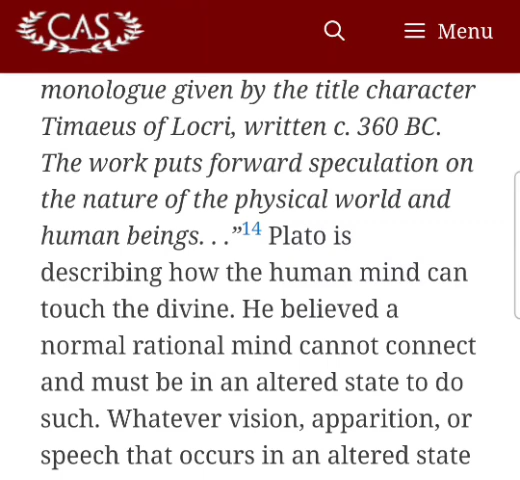 CAS
Menu
monologue given by the title character
Timaeus of Locri, written c. 360 BC.
The work puts forward speculation on
the nature of the physical world and
human beings. . .”14 Plato is
describing how the human mind can
touch the divine. He believed a
normal rational mind cannot connect
and must be in an altered state to do
such. Whatever vision, apparition, or
speech that occurs in an altered state